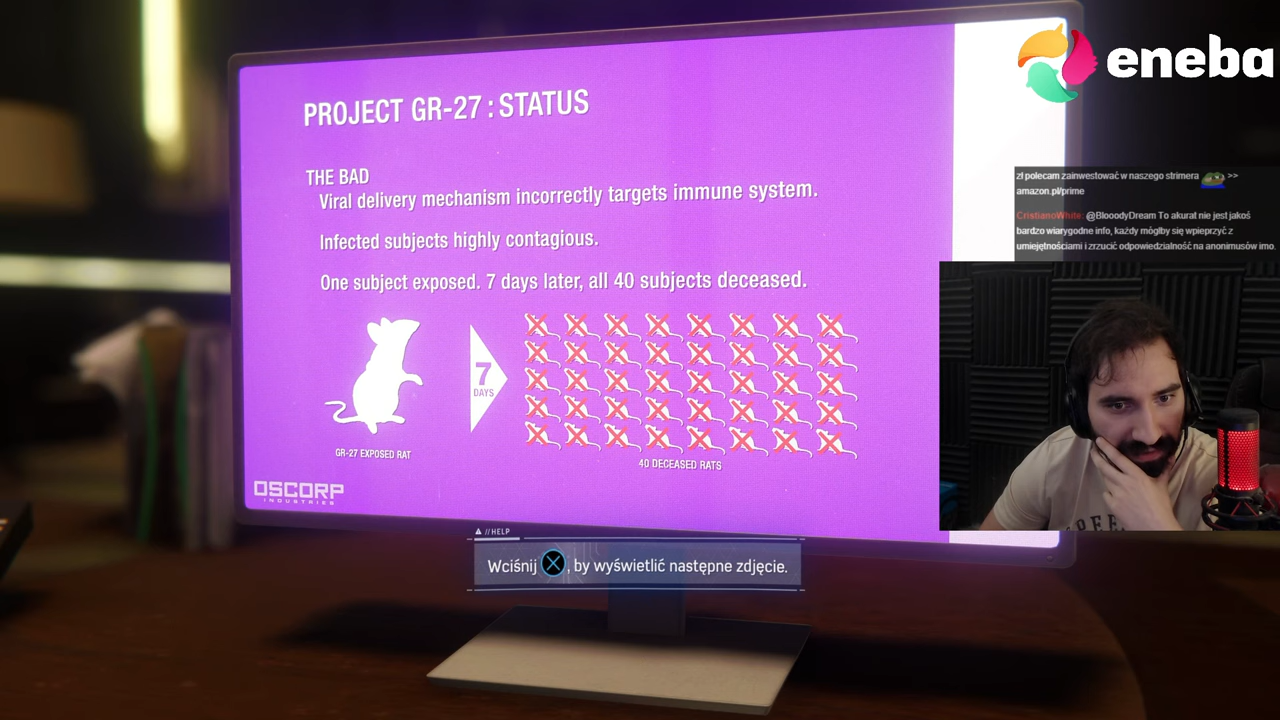 eneba
PROJECT GR-27 : STATUS
THE BAD
Viral delivery mechanism incorrectly targets immune system.
Infected subjects highly contagious.
One subject exposed. 7 days later, all 40 subjects deceased.
7
DAYS
GR-27 EXPOSED RAT
40 DECEASED RATS
OSCORP
INDUSTRIES
//HELP
Wciśnij , by wyświetlić następne zdjęcie.
zł polecam zainwestować w naszego strimera >>
amazon.pl/prime
CristianoWhite: @BlooodyDream To akurat nie jest jakoś
bardzo wiarygodne info, każdy mógłby się wpieprzyć z
umiejętnościami i zrzucić odpowiedzialność na anonimusów imo.